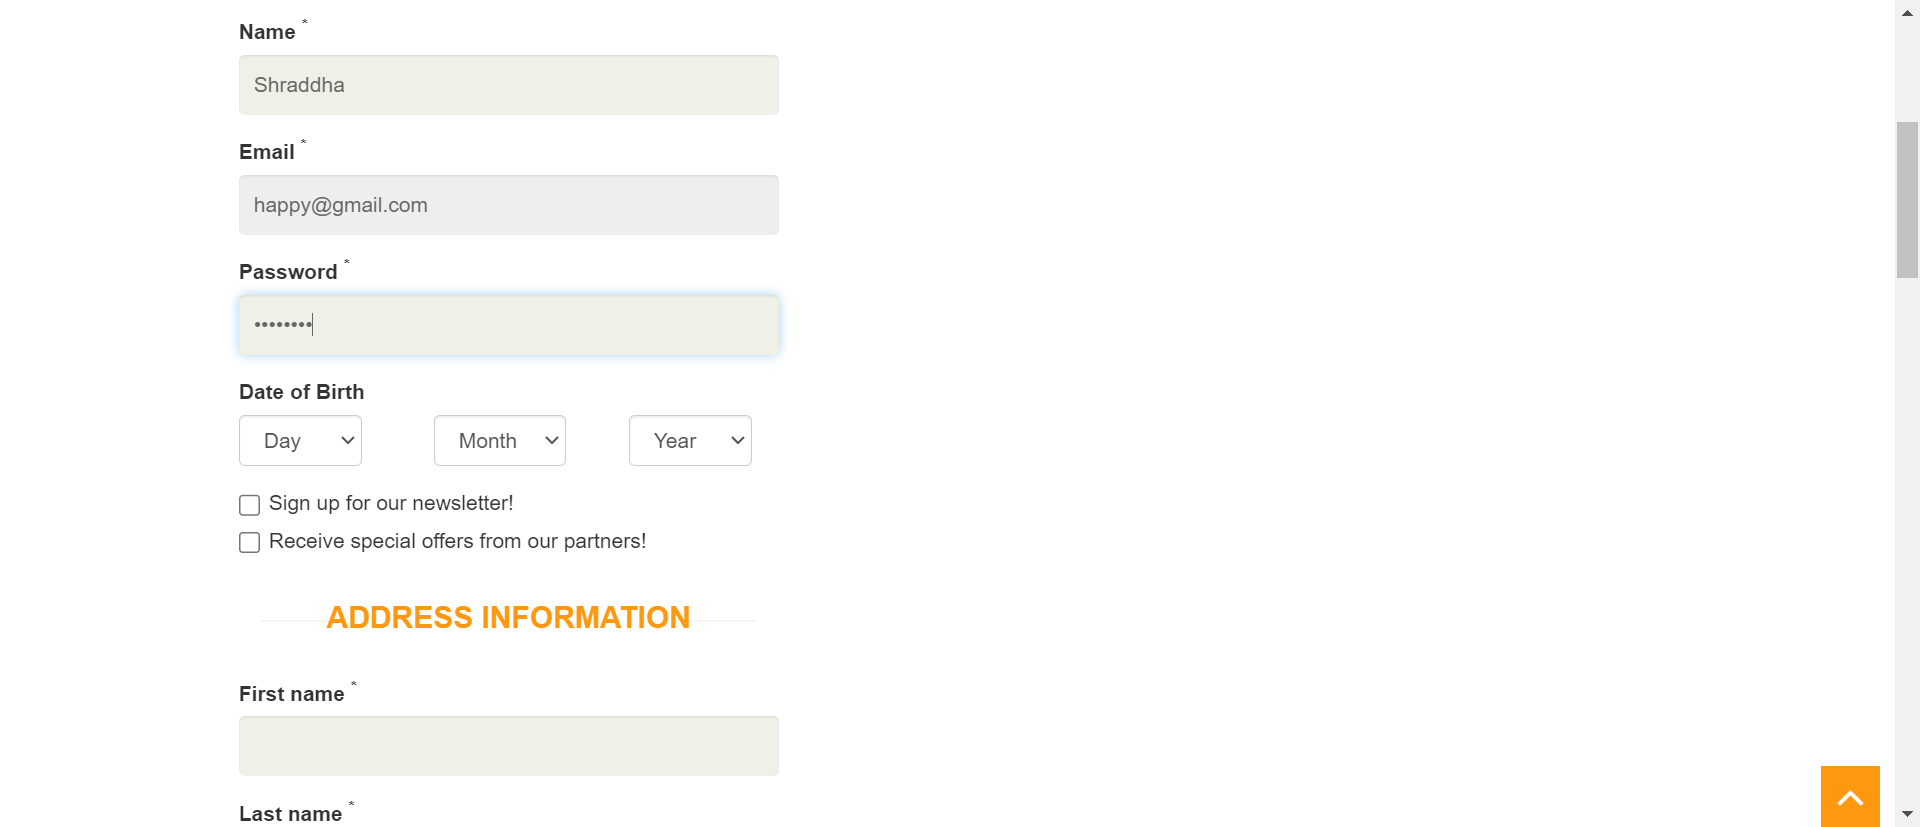 Name *
Shraddha
Email *
happy@gmail.com
Password *
••••••••
Date of Birth
Day Month Year
Sign up for our newsletter!
Receive special offers from our partners!
ADDRESS INFORMATION
First name *
Last name *